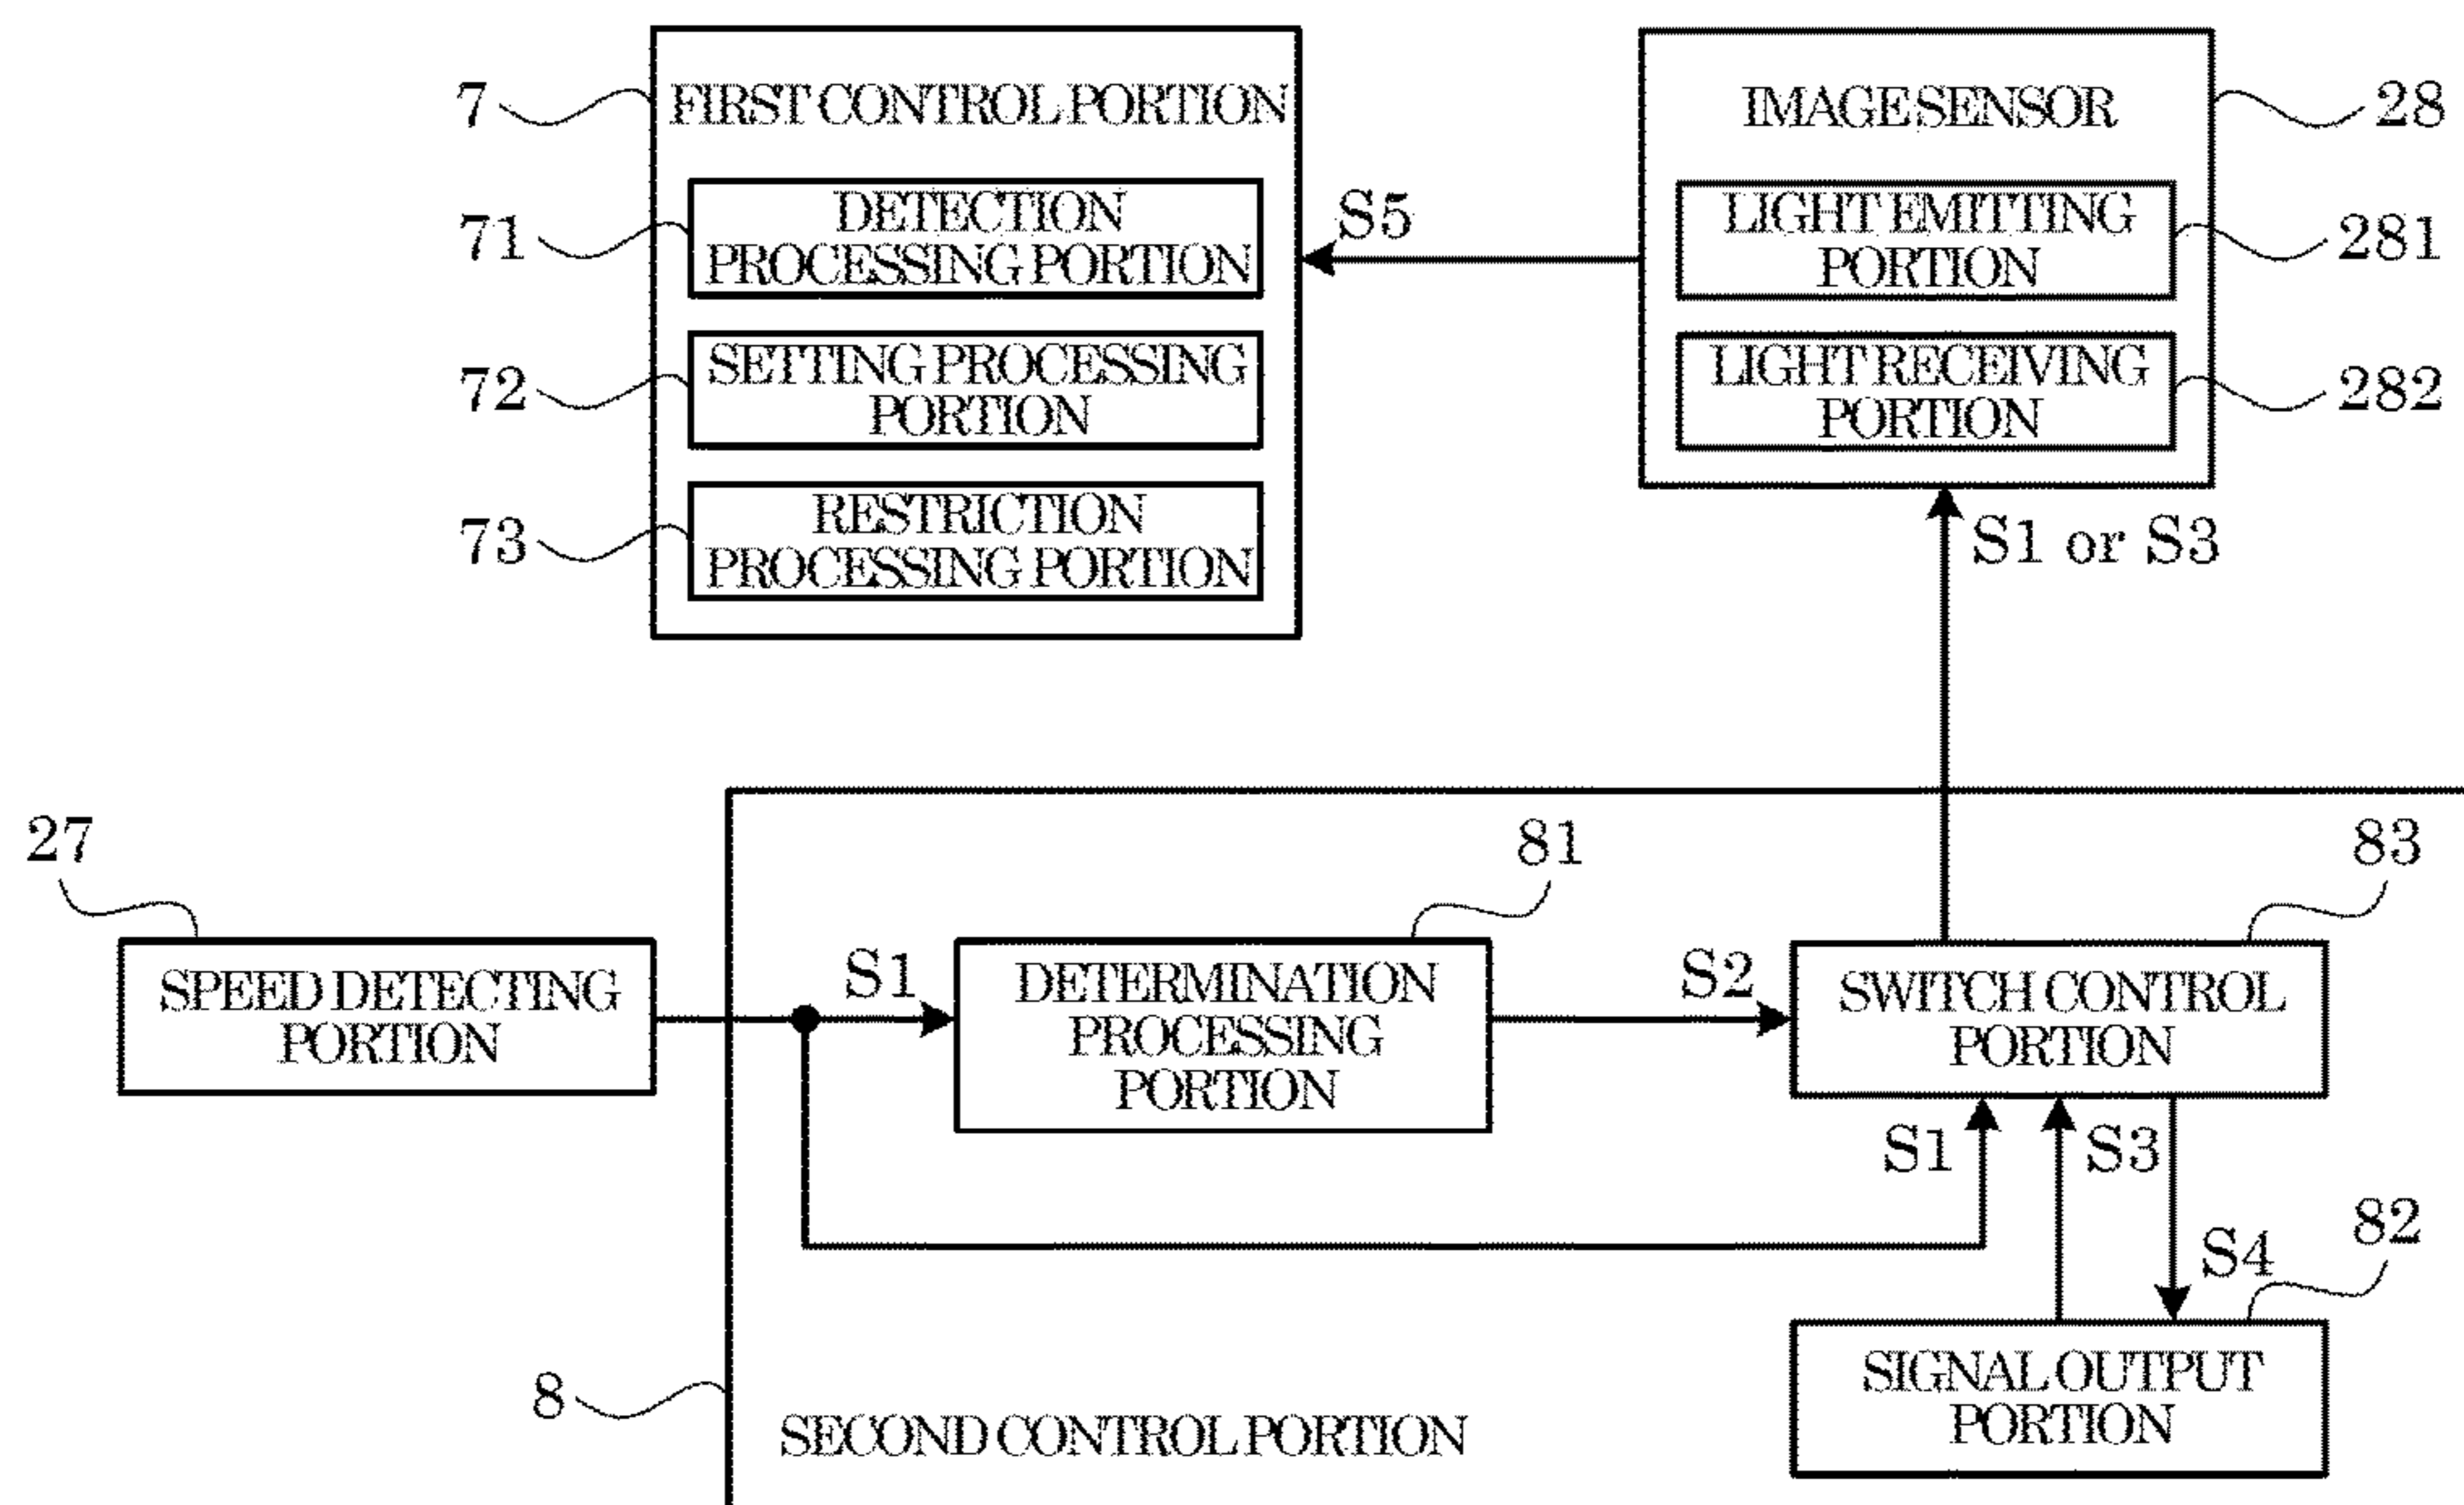 7
FIRST CONTROL PORTION
71
DETECTION
PROCESSING PORTION
72
SETTING PROCESSING
PORTION
73
RESTRICTION
PROCESSING PORTION
S5
IMAGE SENSOR
28
LIGHT EMITTING
PORTION
281
LIGHT RECEIVING
PORTION
282
S1 or S3
27
SPEED DETECTING
PORTION
S1
81
DETERMINATION
PROCESSING
PORTION
S2
83
SWITCH CONTROL
PORTION
S1
S3
S4
82
SIGNAL OUTPUT
PORTION
8
SECOND CONTROL PORTION